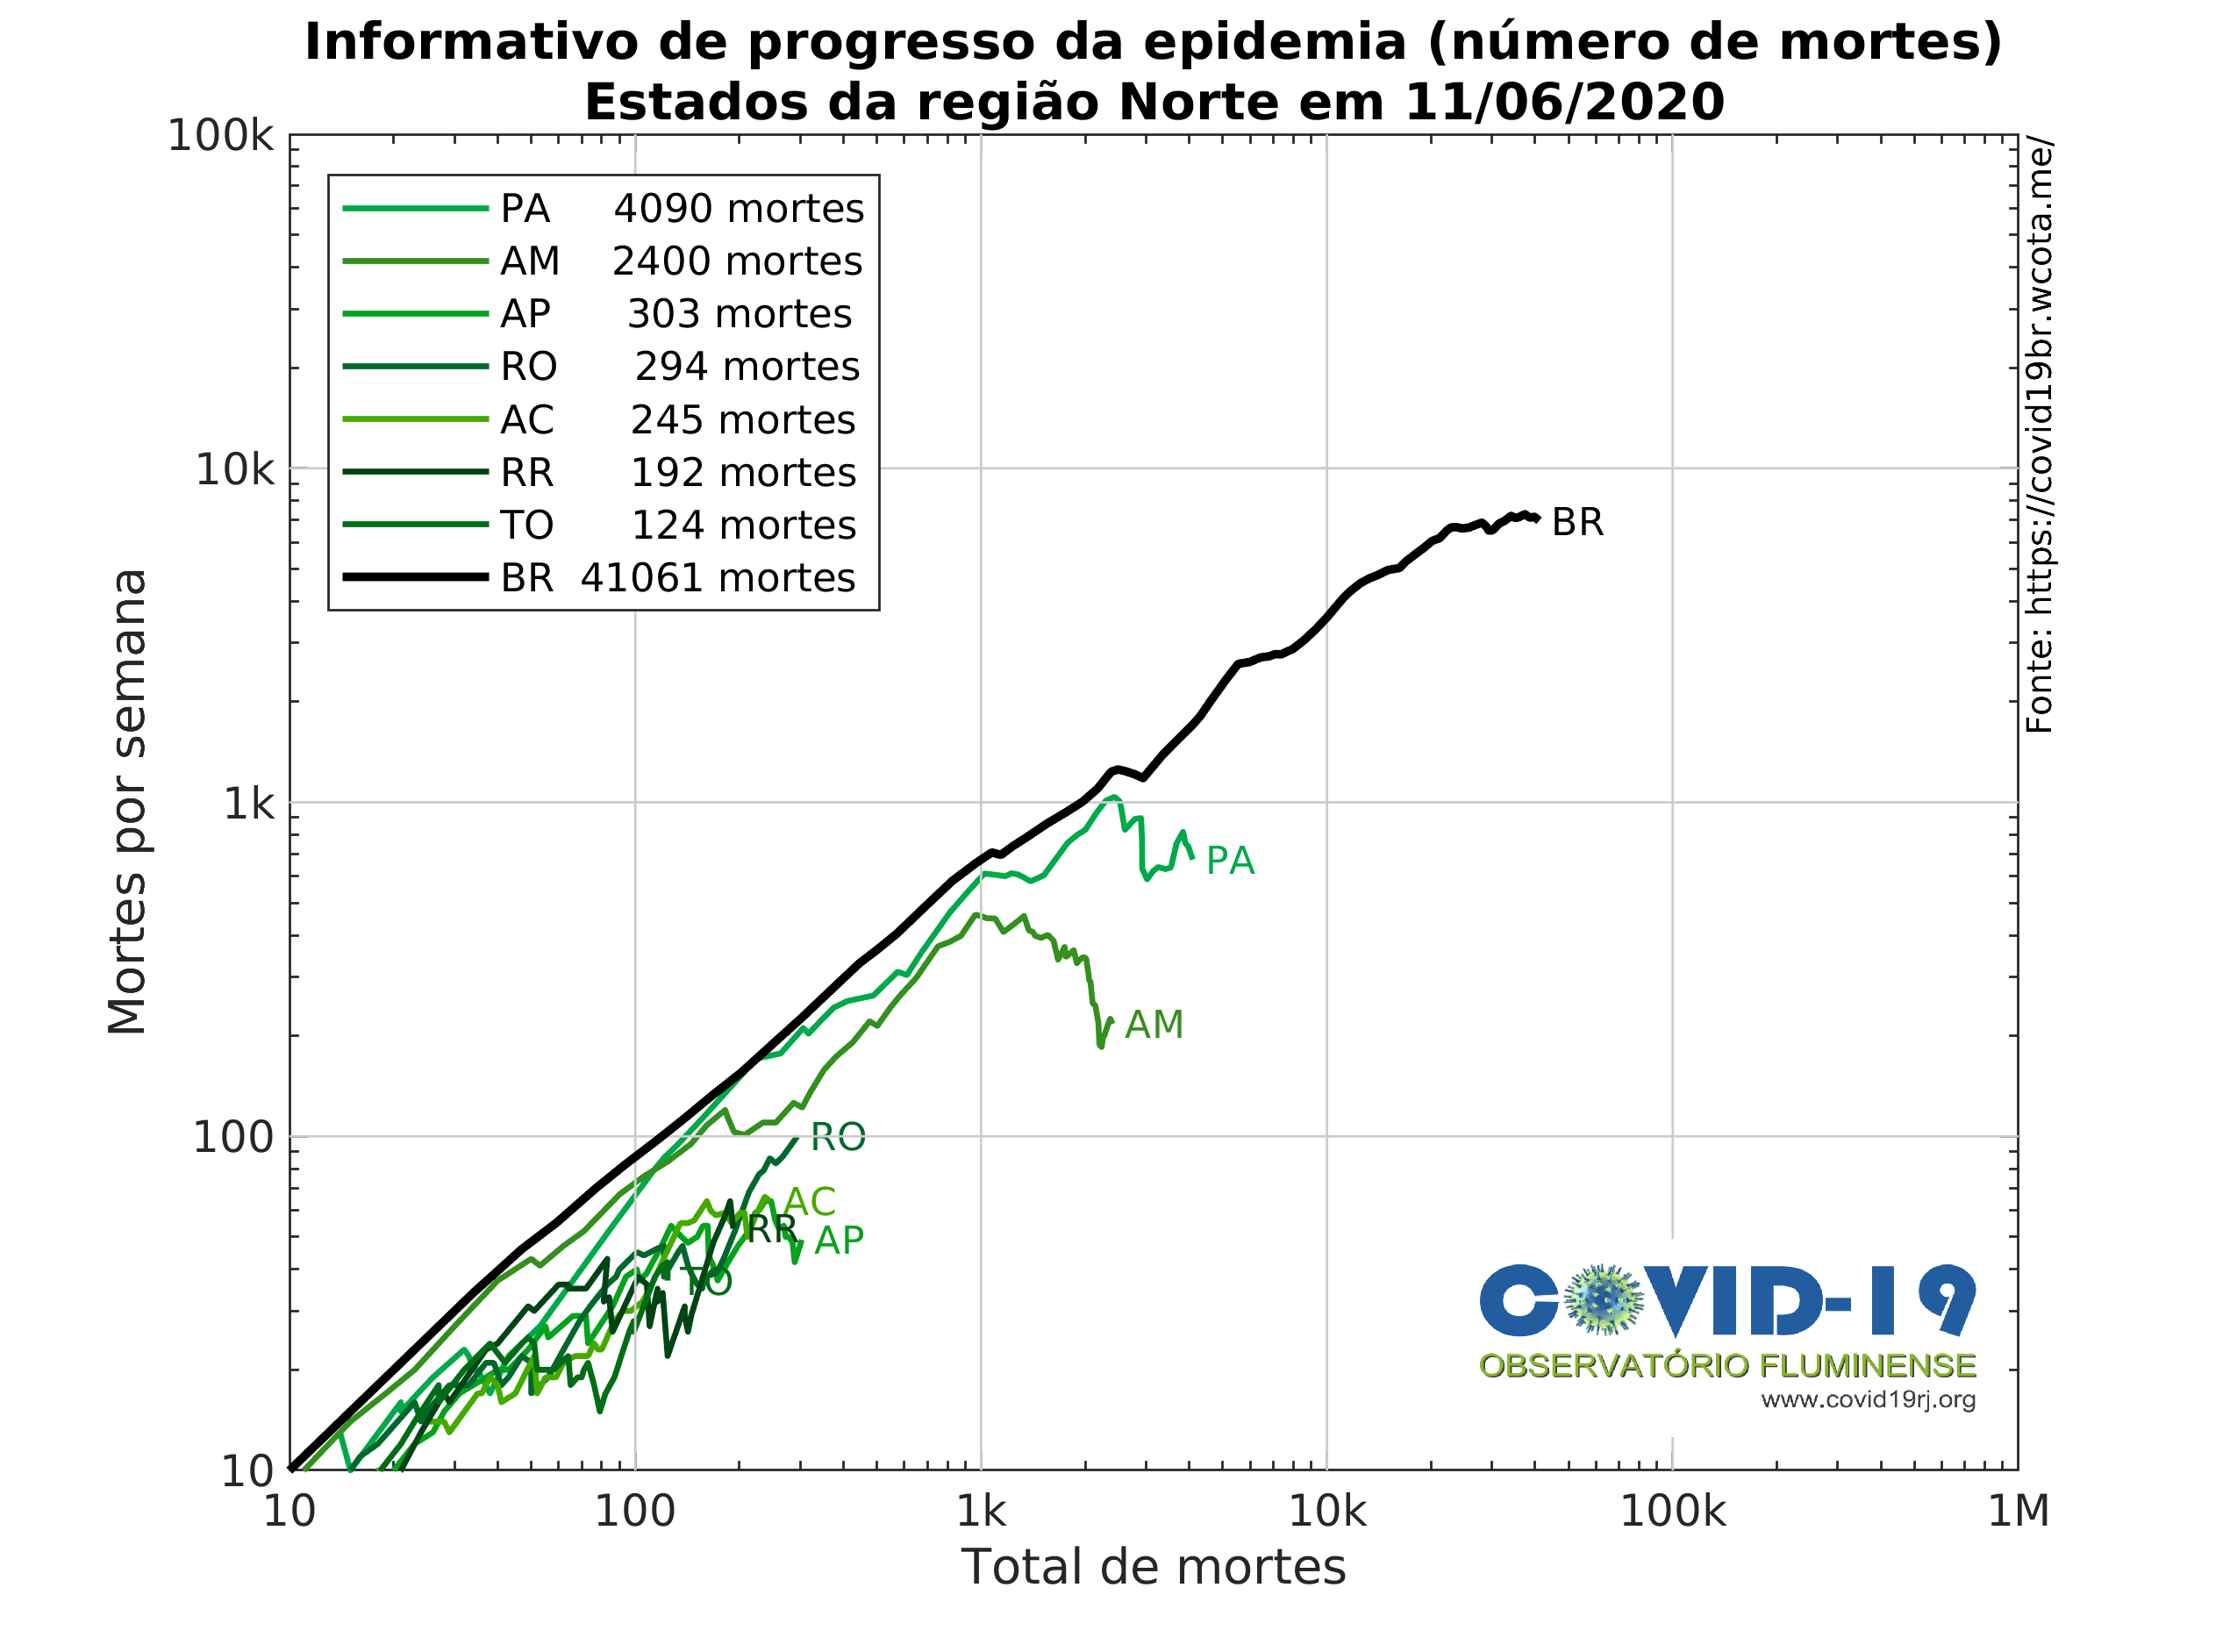 Informativo de progresso da epidemia (número de mortes)
Estados da região Norte em 11/06/2020
100k
10k
1k
100
10
Mortes por semana
PA 4090 mortes
AM 2400 mortes
AP 303 mortes
RO 294 mortes
AC 245 mortes
RR 192 mortes
TO 124 mortes
BR 41061 mortes
BR
PA
AM
RO
AC
RR
AP
TO
Fonte: https://covid19br.wcota.me/
COVID-19
OBSERVATÓRIO FLUMINENSE
www.covid19rj.org
10 100 1k 10k 100k 1M
Total de mortes